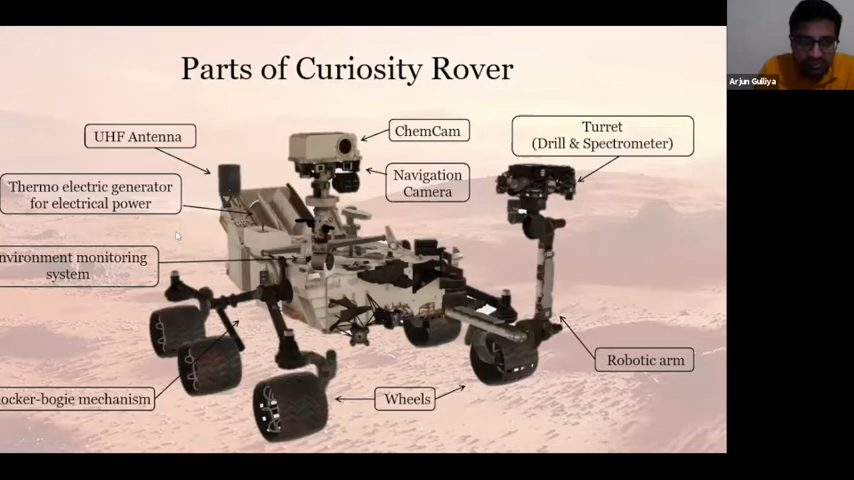 Parts of Curiosity Rover
Arjun Gulliya
UHF Antenna
ChemCam
Turret
(Drill & Spectrometer)
Thermo electric generator
for electrical power
Navigation
Camera
nvironment monitoring
system
Robotic arm
ocker-bogie mechanism
Wheels